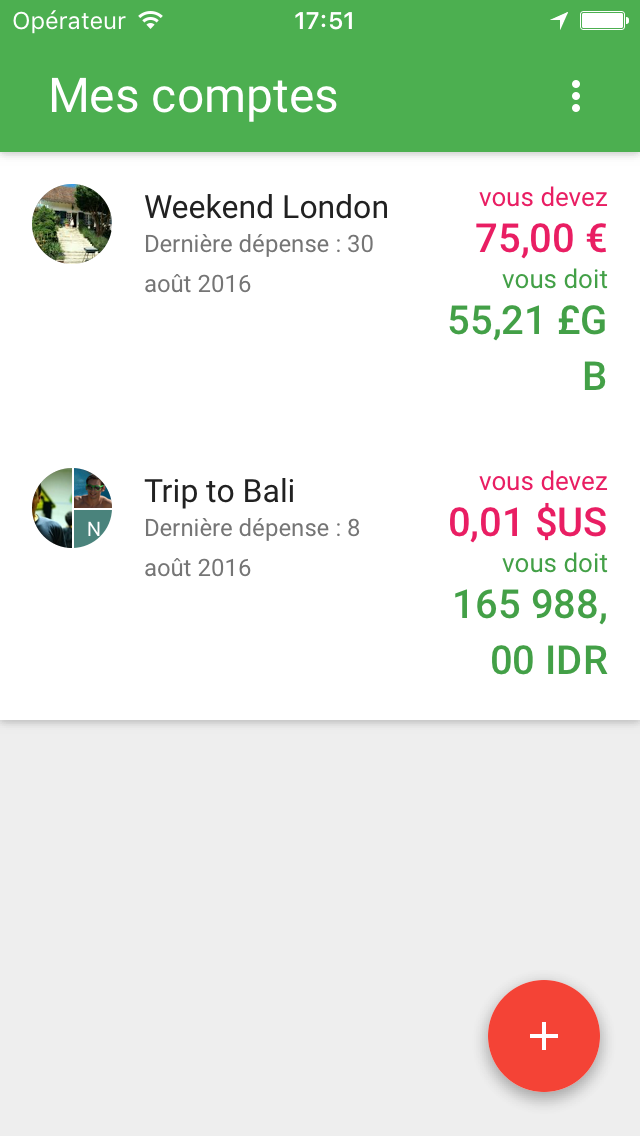 Opérateur 17:51
Mes comptes
Weekend London
Dernière dépense : 30
août 2016
vous devez
75,00 €
vous doit
55,21 £G
B
Trip to Bali
Dernière dépense : 8
août 2016
N
vous devez
0,01 $US
vous doit
165 988,
00 IDR